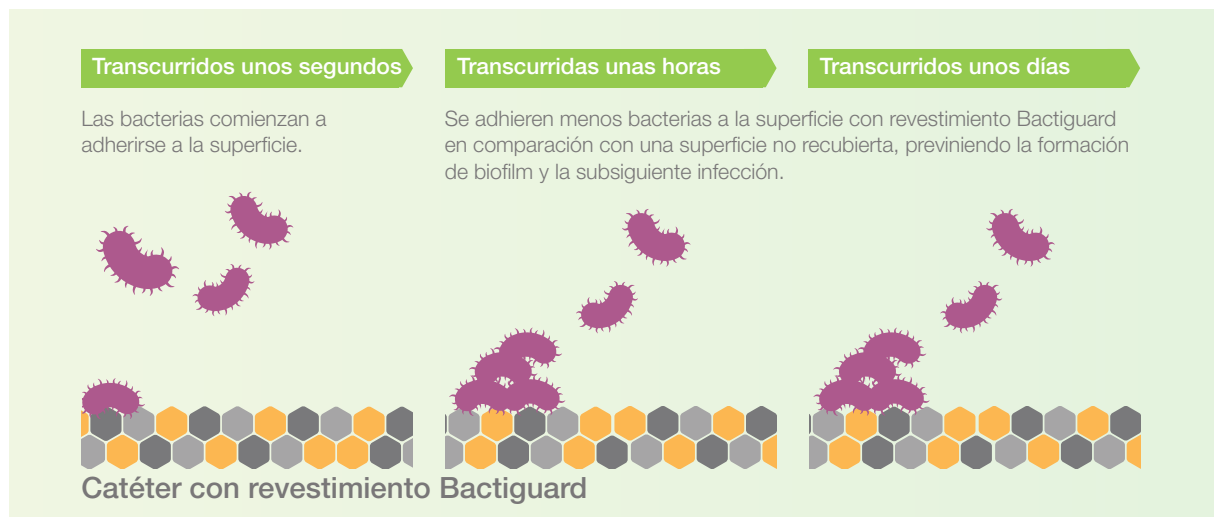 Transcurridos unos segundos
Transcurridas unas horas
Transcurridos unos días
Las bacterias comienzan a
adherirse a la superficie.
Se adhieren menos bacterias a la superficie con revestimiento Bactiguard
en comparación con una superficie no recubierta, previniendo la formación
de biofilm y la subsiguiente infección.
Catéter con revestimiento Bactiguard